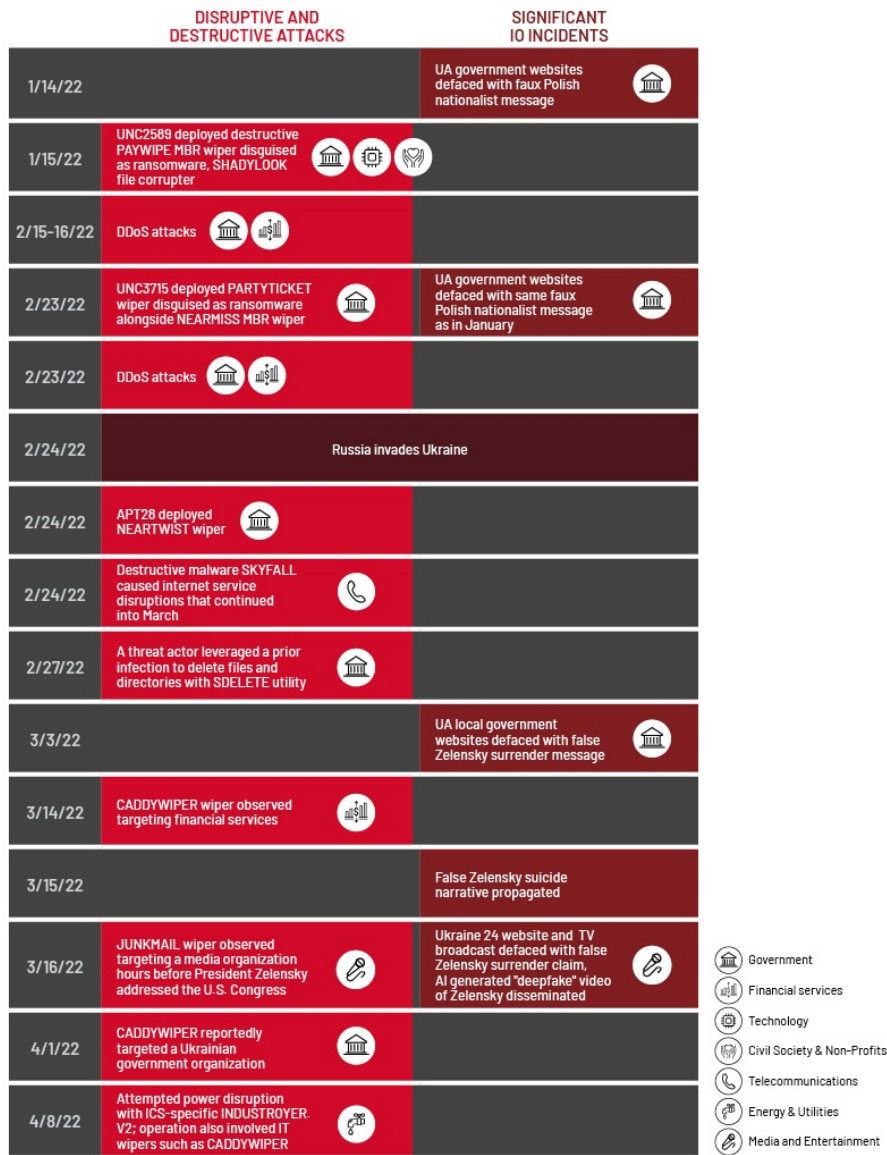 DISRUPTIVE AND
DESTRUCTIVE ATTACKS
SIGNIFICANT
IO INCIDENTS
1/14/22
UA government websites
defaced with faux Polish
nationalist message
1/15/22
UNC2589 deployed destructive
PAYWIPE MBR wiper disguised
as ransomware, SHADYLOOK
file corrupter
2/15-16/22
DDoS attacks
2/23/22
UNC3715 deployed PARTYTICKET
wiper disguised as ransomware
alongside NEARMISS MBR wiper
UA government websites
defaced with same faux
Polish nationalist message
as in January
2/23/22
DDoS attacks
2/24/22
Russia invades Ukraine
2/24/22
APT28 deployed
NEARTWIST wiper
2/24/22
Destructive malware SKYFALL
caused internet service
disruptions that continued
into March
2/27/22
A threat actor leveraged a prior
infection to delete files and
directories with SDELETE utility
3/3/22
UA local government
websites defaced with false
Zelensky surrender message
3/14/22
CADDYWIPER wiper observed
targeting financial services
3/15/22
False Zelensky suicide
narrative propagated
3/16/22
JUNKMAIL wiper observed
targeting a media organization
hours before President Zelensky
addressed the U.S. Congress
Ukraine 24 website and TV
broadcast defaced with false
Zelensky surrender claim,
AI generated "deepfake" video
of Zelensky disseminated
4/1/22
CADDYWIPER reportedly
targeted a Ukrainian
government organization
4/8/22
Attempted power disruption
with ICS-specific INDUSTROYER.
V2; operation also involved IT
wipers such as CADDYWIPER
Government
Financial services
Technology
Civil Society & Non-Profits
Telecommunications
Energy & Utilities
Media and Entertainment